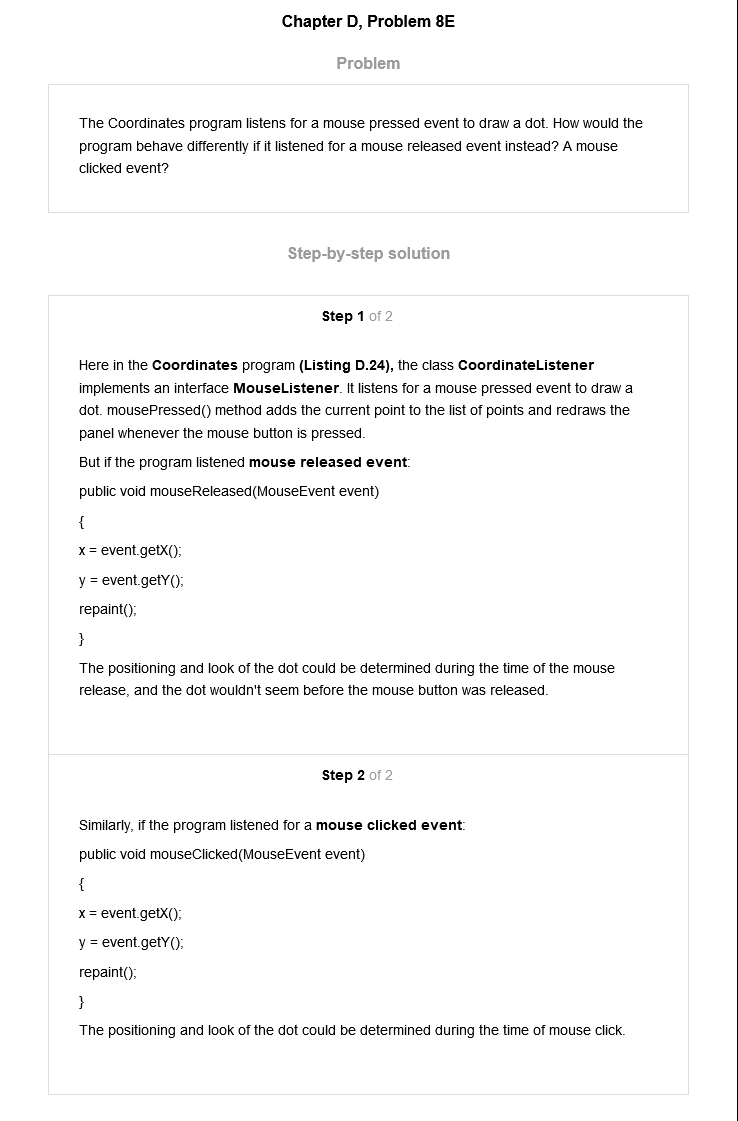 Chapter D, Problem 8E
Problem
The Coordinates program listens for a mouse pressed event to draw a dot. How would the
program behave differently if it listened for a mouse released event instead? A mouse
clicked event?
Step-by-step solution
Step 1 of 2
Here in the Coordinates program (Listing D.24), the class CoordinateListener
implements an interface MouseListener. It listens for a mouse pressed event to draw a
dot. mousePressed() method adds the current point to the list of points and redraws the
panel whenever the mouse button is pressed.
But if the program listened mouse released event:
public void mouseReleased(MouseEvent event)
{
x = event.getX();
y = event.getY();
repaint();
}
The positioning and look of the dot could be determined during the time of the mouse
release, and the dot wouldn't seem before the mouse button was released.
Step 2 of 2
Similarly, if the program listened for a mouse clicked event:
public void mouseClicked(MouseEvent event)
{
x = event.getX();
y = event.getY();
repaint();
}
The positioning and look of the dot could be determined during the time of mouse click.